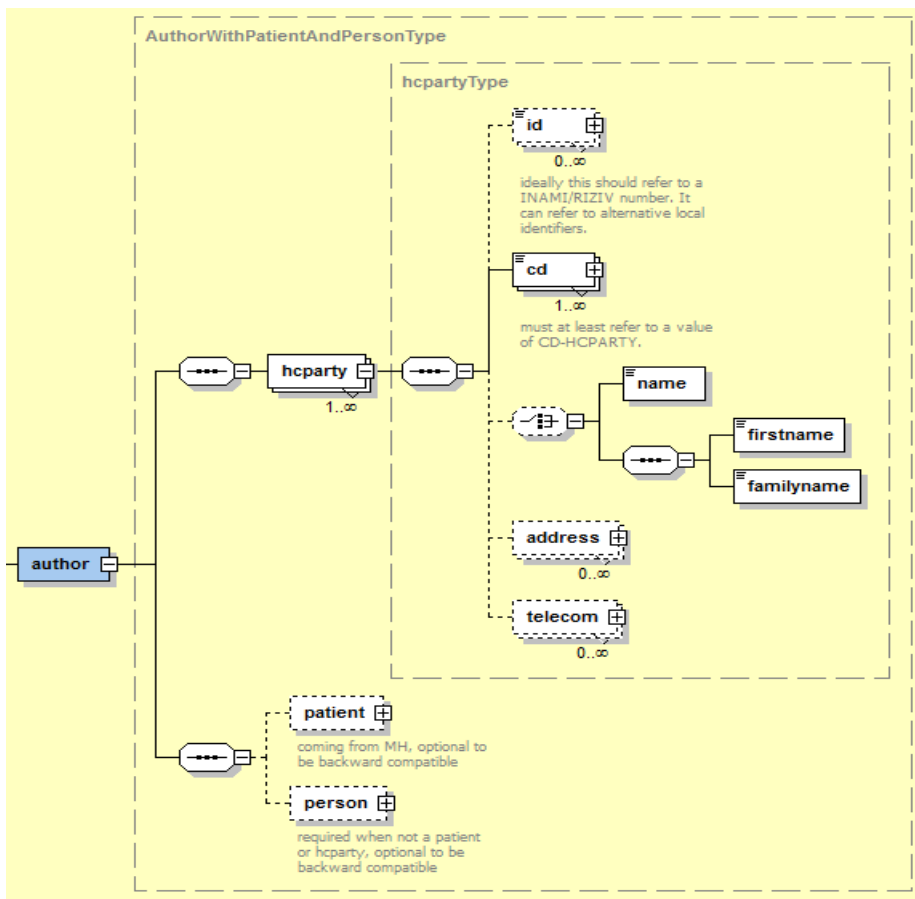 AuthorWithPatientAndPersonType
hcpartyType
id
0..∞
ideally this should refer to a
INAMI/RIZIV number. It
can refer to alternative local
identifiers.
cd
1..∞
must at least refer to a value
of CD-HCPARTY.
hcparty
1..∞
name
firstname
familyname
address
0..∞
author
telecom
0..∞
patient
coming from MH, optional to
be backward compatible
person
required when not a patient
or hcparty, optional to be
backward compatible